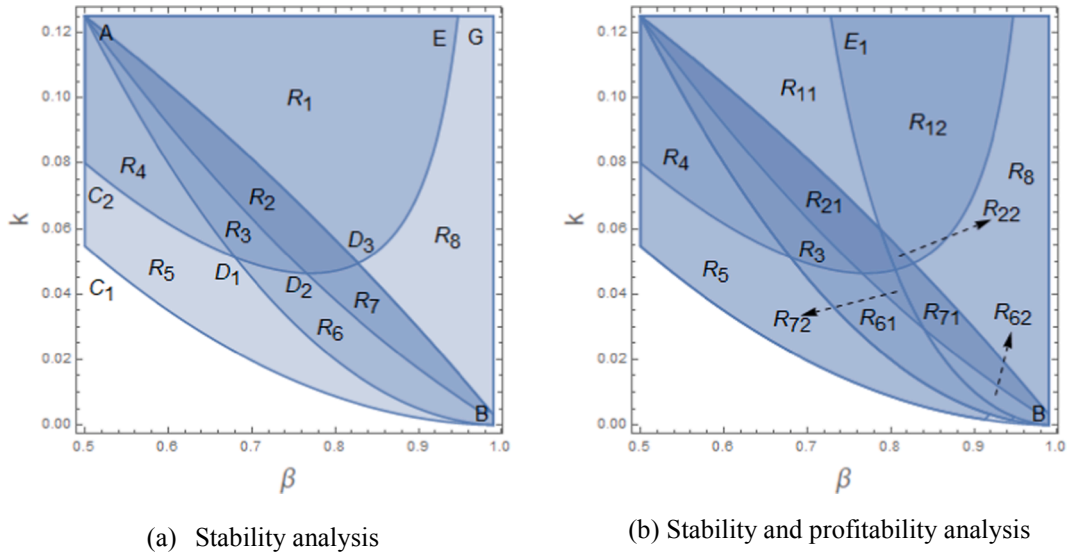 0.12
0.10
0.08
0.06
0.04
0.02
0.00
k
A
E
G
R1
R4
R2
C2
R3
D3
R8
R5
D1
D2
C1
R7
R6
B
0.5 0.6 0.7 0.8 0.9 1.0
β
(a) Stability analysis
0.12
0.10
0.08
0.06
0.04
0.02
0.00
k
E1
R11
R12
R4
R8
R21
R22
R3
R5
R72
R61
R71
R62
B
0.5 0.6 0.7 0.8 0.9 1.0
β
(b) Stability and profitability analysis